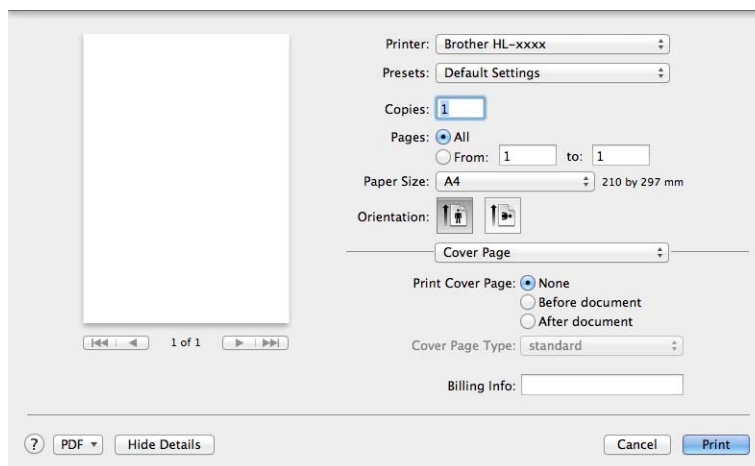 Printer: Brother HL-xxxx
Presets: Default Settings
Copies: 1
Pages: All
From: 1 to: 1
Paper Size: A4 210 by 297 mm
Orientation:
Cover Page
Print Cover Page: None
Before document
After document
Cover Page Type: standard
Billing Info:
1 of 1
? PDF Hide Details Cancel Print